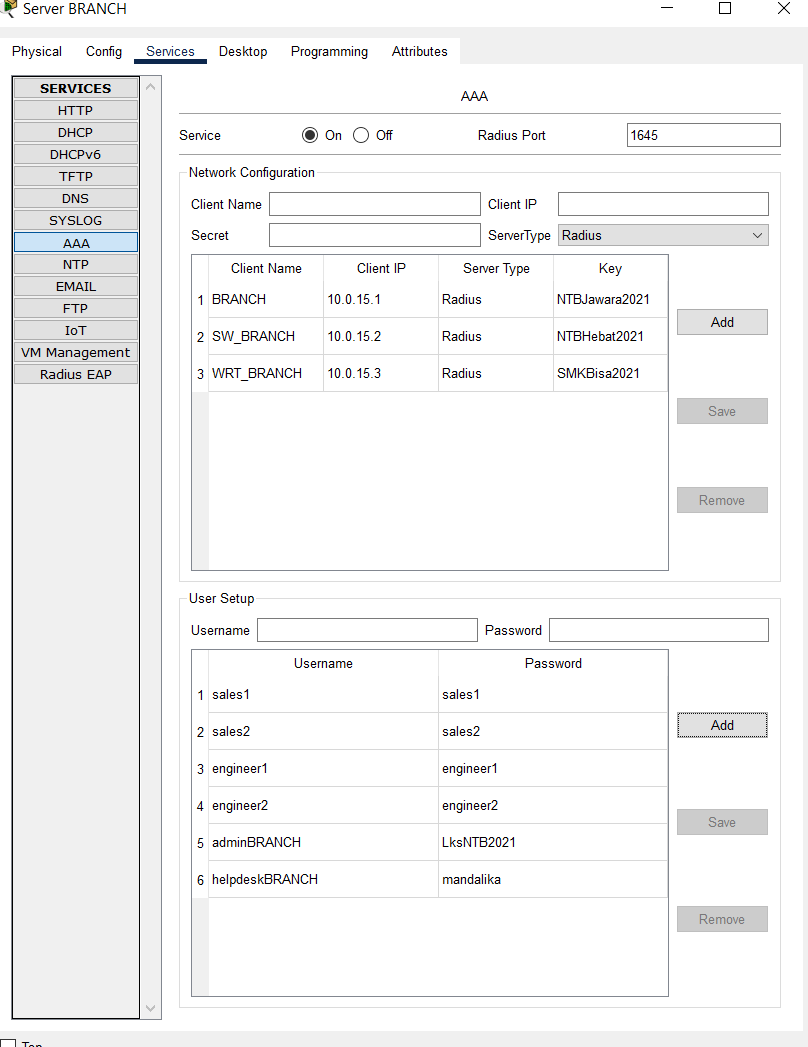 Server BRANCH
Physical Config Services Desktop Programming Attributes
SERVICES
HTTP
DHCP
DHCPv6
TFTP
DNS
SYSLOG
AAA
NTP
EMAIL
FTP
IoT
VM Management
Radius EAP
AAA
Service On Off Radius Port 1645
Network Configuration
Client Name Client IP
Secret ServerType Radius
Client Name Client IP Server Type Key
1 BRANCH 10.0.15.1 Radius NTBJawara2021
2 SW_BRANCH 10.0.15.2 Radius NTBHebat2021
3 WRT_BRANCH 10.0.15.3 Radius SMKBisa2021
Add
Save
Remove
User Setup
Username Password
Username Password
1 sales1 sales1
2 sales2 sales2
3 engineer1 engineer1
4 engineer2 engineer2
5 adminBRANCH LksNTB2021
6 helpdeskBRANCH mandalika
Add
Save
Remove